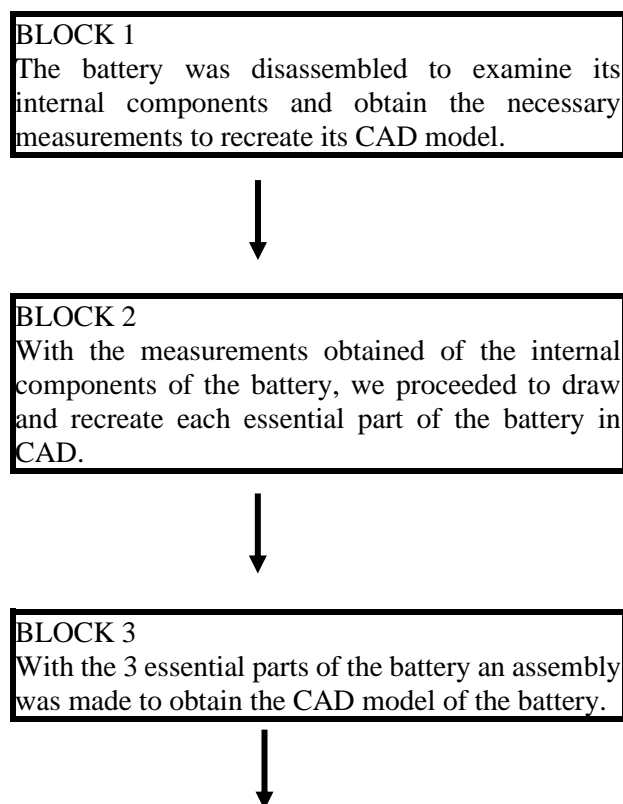 BLOCK 1
The battery was disassembled to examine its
internal components and obtain the necessary
measurements to recreate its CAD model.
BLOCK 2
With the measurements obtained of the internal
components of the battery, we proceeded to draw
and recreate each essential part of the battery in
CAD.
BLOCK 3
With the 3 essential parts of the battery an assembly
was made to obtain the CAD model of the battery.